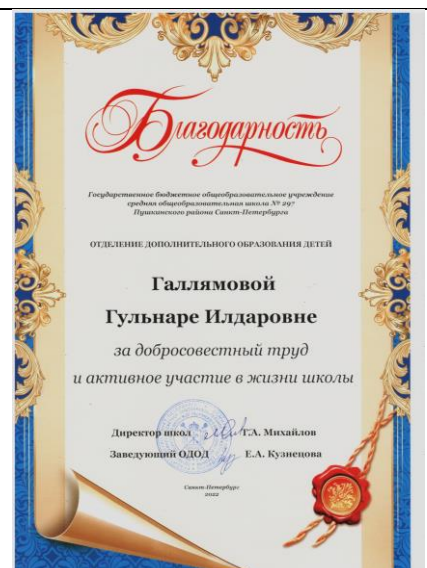 Благодарность
Государственное бюджетное общеобразовательное учреждение
средняя общеобразовательная школа № 297
Пушкинского района Санкт-Петербурга
ОТДЕЛЕНИЕ ДОПОЛНИТЕЛЬНОГО ОБРАЗОВАНИЯ ДЕТЕЙ
Галлямовой
Гульнаре Илдаровне
за добросовестный труд
и активное участие в жизни школы
Директор школ Т.А. Михайлов
Заведующий ОДОД Е.А. Кузнецова
Санкт-Петербург
2022